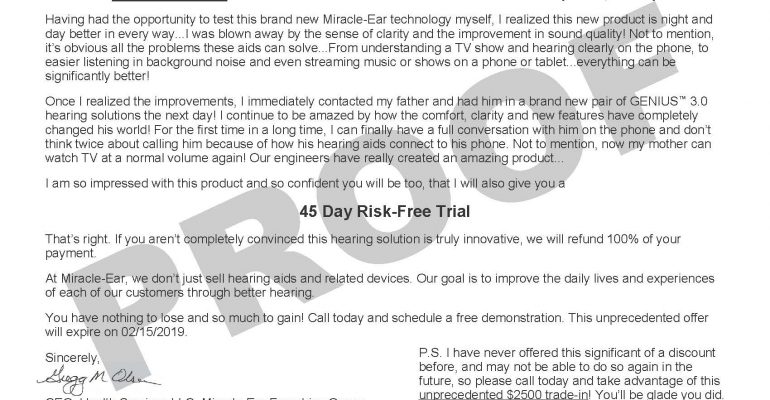 Having had the opportunity to test this brand new Miracle-Ear technology myself, I realized this new product is night and
day better in every way...I was blown away by the sense of clarity and the improvement in sound quality! Not to mention,
it's obvious all the problems these aids can solve...From understanding a TV show and hearing clearly on the phone, to
easier listening in background noise and even streaming music or shows on a phone or tablet...everything can be
significantly better!
Once I realized the improvements, I immediately contacted my father and had him in a brand new pair of GENIUS™ 3.0
hearing solutions the next day! I continue to be amazed by how the comfort, clarity and new features have completely
changed his world! For the first time in a long time, I can finally have a full conversation with him on the phone and don't
think twice about calling him because of how his hearing aids connect to his phone. Not to mention, now my mother can
watch TV at a normal volume again! Our engineers have really created an amazing product...
I am so impressed with this product and so confident you will be too, that I will also give you a
45 Day Risk-Free Trial
That's right. If you aren't completely convinced this hearing solution is truly innovative, we will refund 100% of your
payment.
At Miracle-Ear, we don't just sell hearing aids and related devices. Our goal is to improve the daily lives and experiences
of each of our customers through better hearing.
You have nothing to lose and so much to gain! Call today and schedule a free demonstration. This unprecedented offer
will expire on 02/15/2019.
Sincerely,
Gregg M Olsen
P.S. I have never offered this significant of a discount
before, and may not be able to do so again in the
future, so please call today and take advantage of this
unprecedented $2500 trade-in! You'll be glade you did.
PROOF